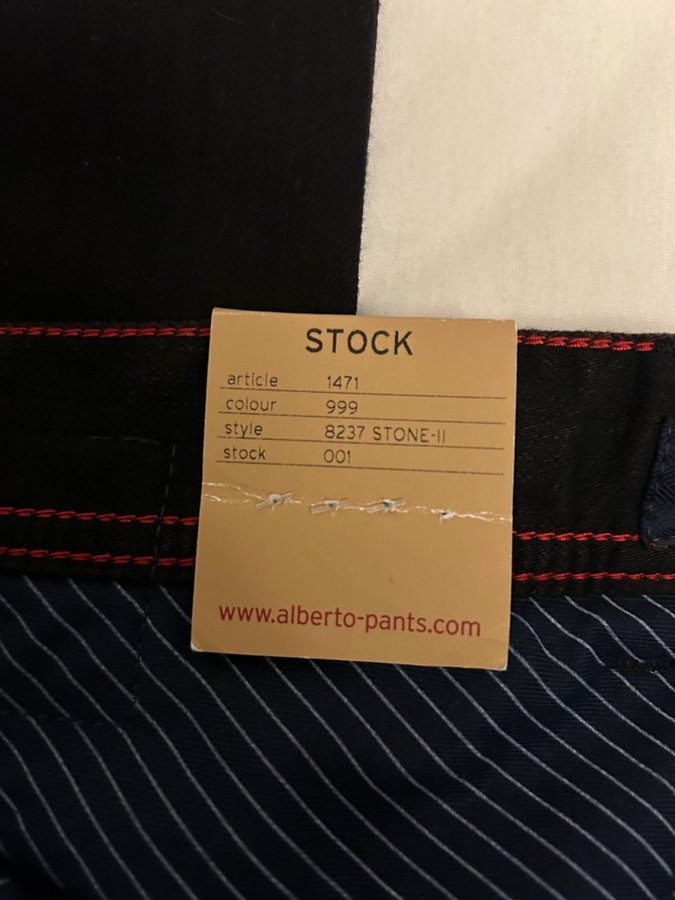 STOCK
article 1471
colour 999
style 8237 STONE-II
stock 001
www.alberto-pants.com